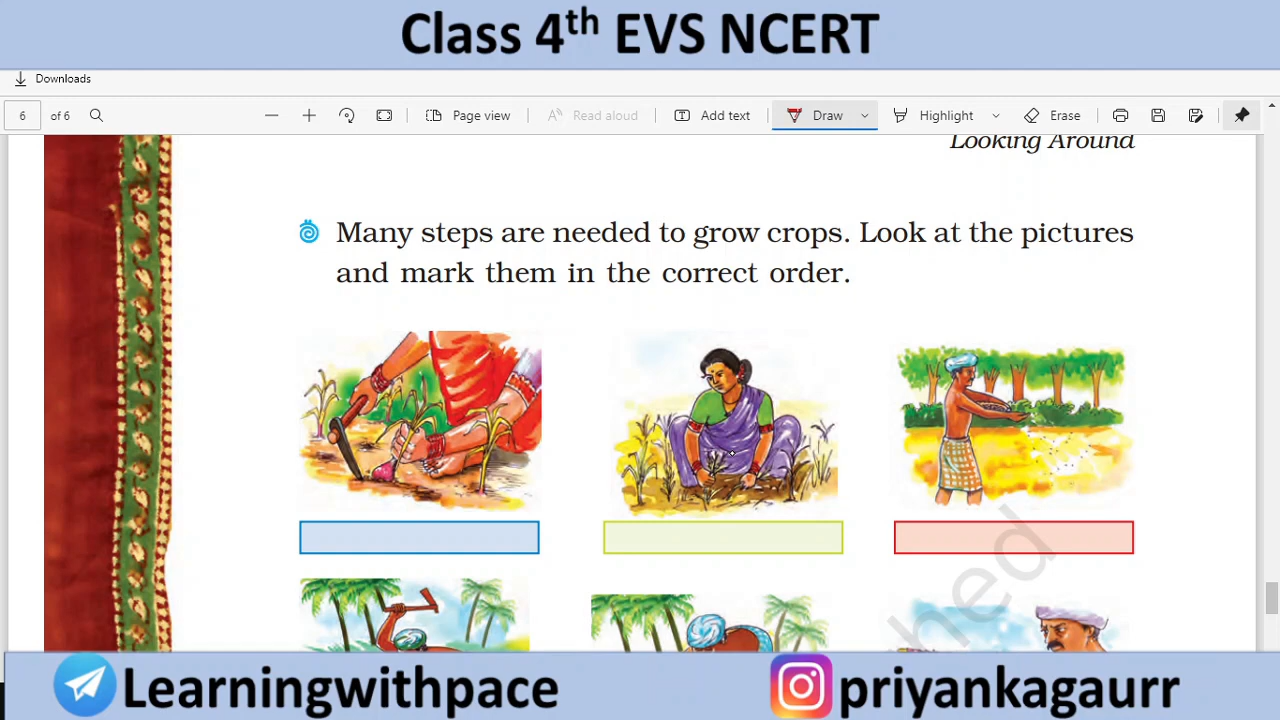 Class 4th EVS NCERT
Downloads
6 of 6 Page view Read aloud Add text Draw Highlight Erase
Looking Around
Many steps are needed to grow crops. Look at the pictures
and mark them in the correct order.
hed
Learningwithpace priyankagaurr